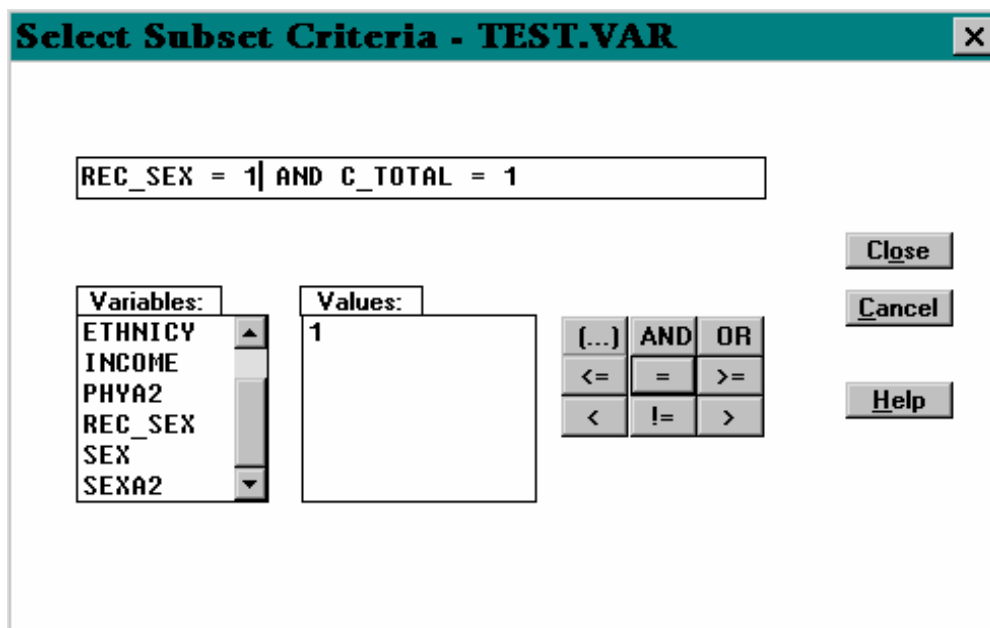 Select Subset Criteria - TEST.VAR
REC_SEX = 1 AND C_TOTAL = 1
Close
Cancel
Help
Variables:
ETHNICY
INCOME
PHYA2
REC_SEX
SEX
SEXA2
Values:
1
(...) AND OR
<= = >=
< != >